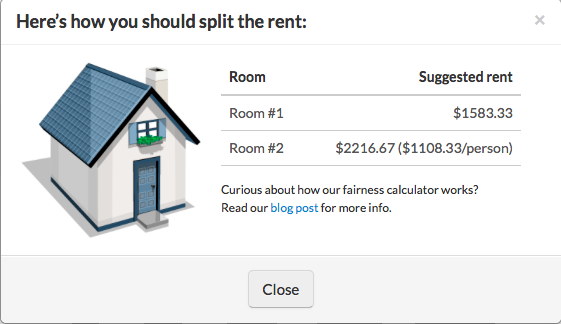 Here's how you should split the rent:
×
Room Suggested rent
Room #1 $1583.33
Room #2 $2216.67 ($1108.33/person)
Curious about how our fairness calculator works?
Read our blog post for more info.
Close